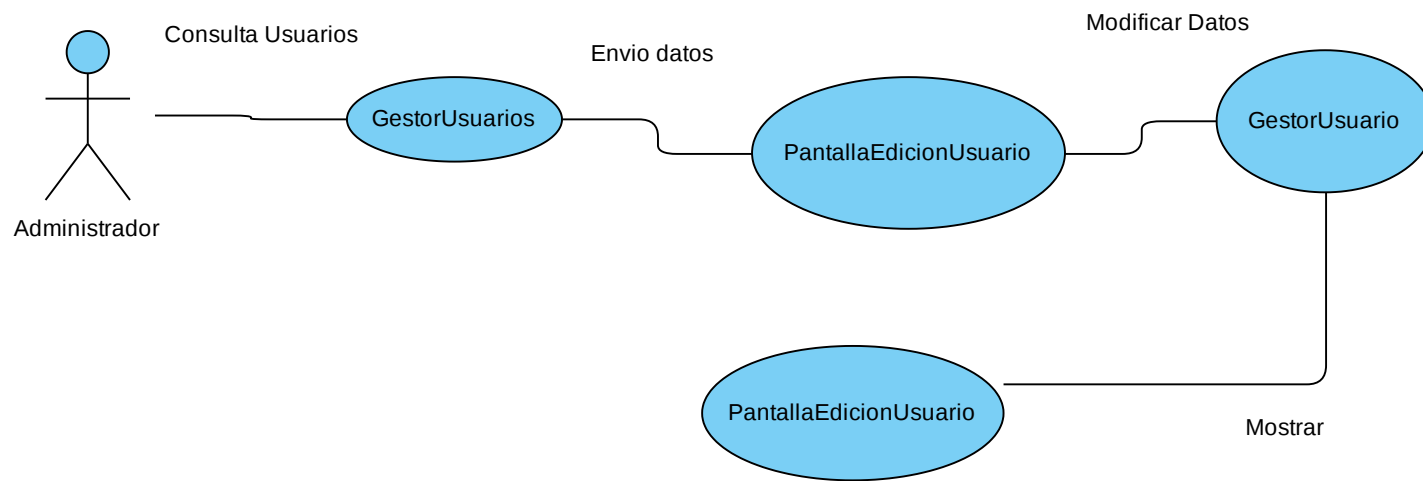 Consulta Usuarios
Envio datos
Modificar Datos
GestorUsuarios
PantallaEdicionUsuario
GestorUsuario
Administrador
PantallaEdicionUsuario
Mostrar